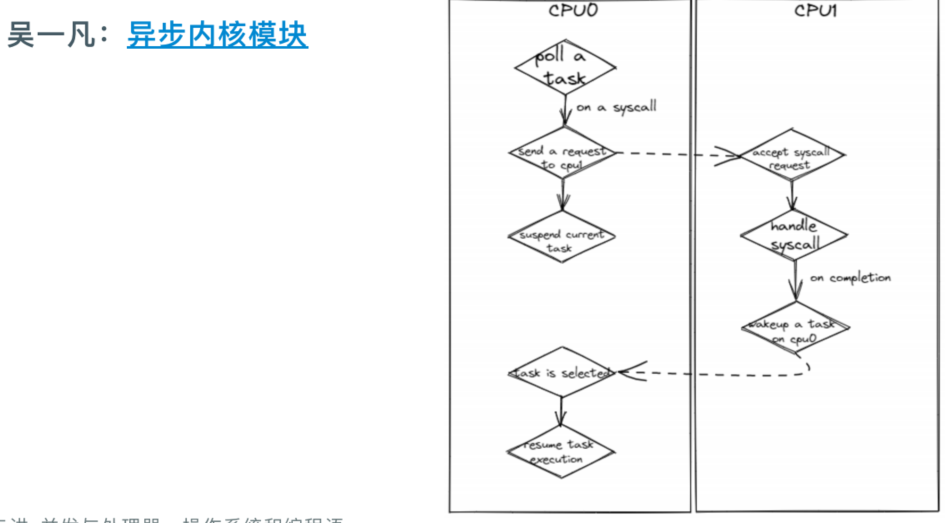 吴一凡：异步内核模块
CPU0
poll a
task
on a syscall
send a request
to cpu1
suspend current
task
task is selected
resume task
execution
CPU1
accept syscall
request
handle
syscall
on completion
wakeup a task
on cpu0